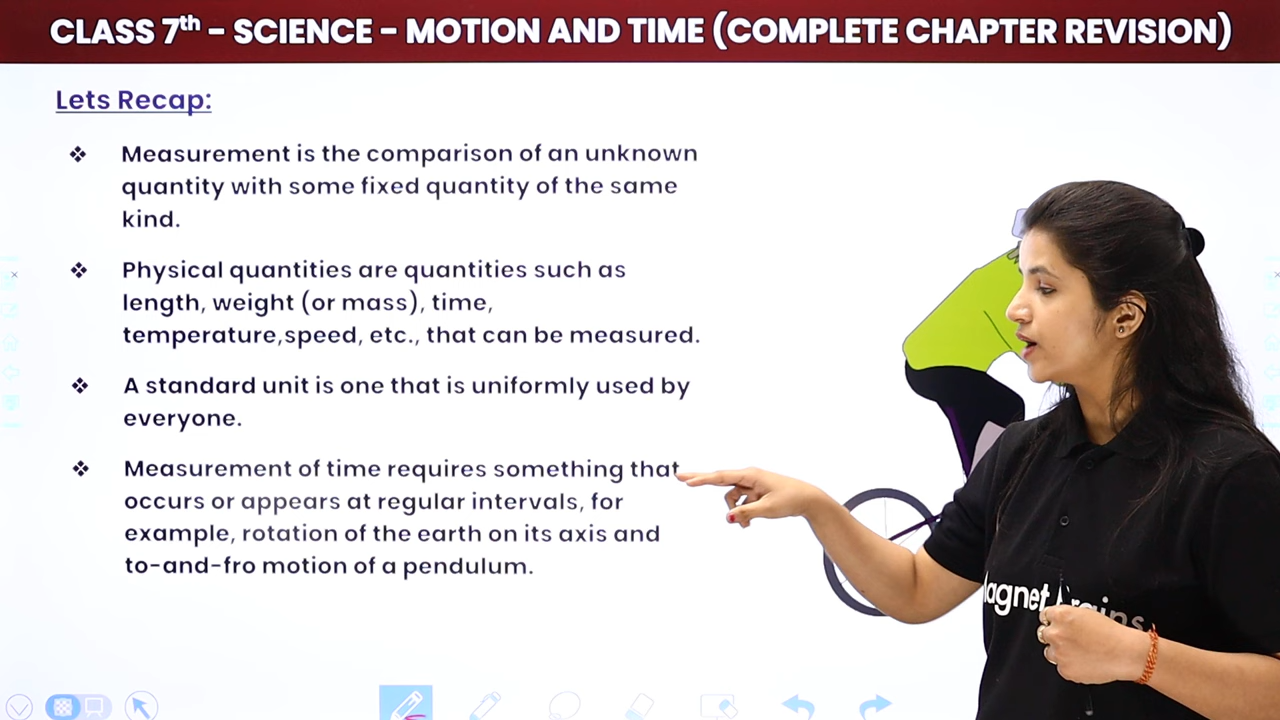 CLASS 7th – SCIENCE – MOTION AND TIME (COMPLETE CHAPTER REVISION)
Lets Recap:
❖ Measurement is the comparison of an unknown
quantity with some fixed quantity of the same
kind.
❖ Physical quantities are quantities such as
length, weight (or mass), time,
temperature,speed, etc., that can be measured.
❖ A standard unit is one that is uniformly used by
everyone.
❖ Measurement of time requires something that
occurs or appears at regular intervals, for
example, rotation of the earth on its axis and
to-and-fro motion of a pendulum.